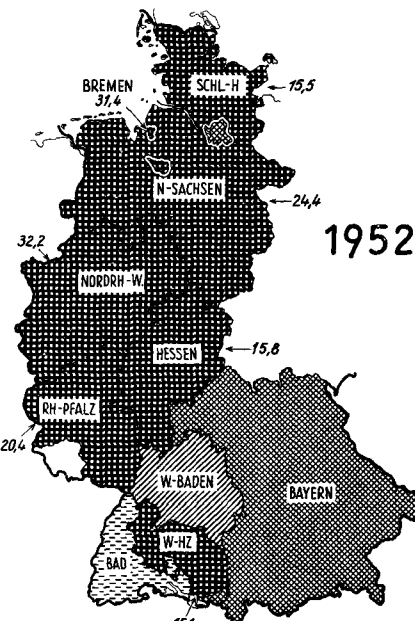 BREMEN
31,4
SCHL-H
15,5
N-SACHSEN
24,4
1952
32,2
NORDRH-W.
HESSEN
15,8
RH-PFALZ
20,4
W-BADEN
BAYERN
W-HZ
BAD